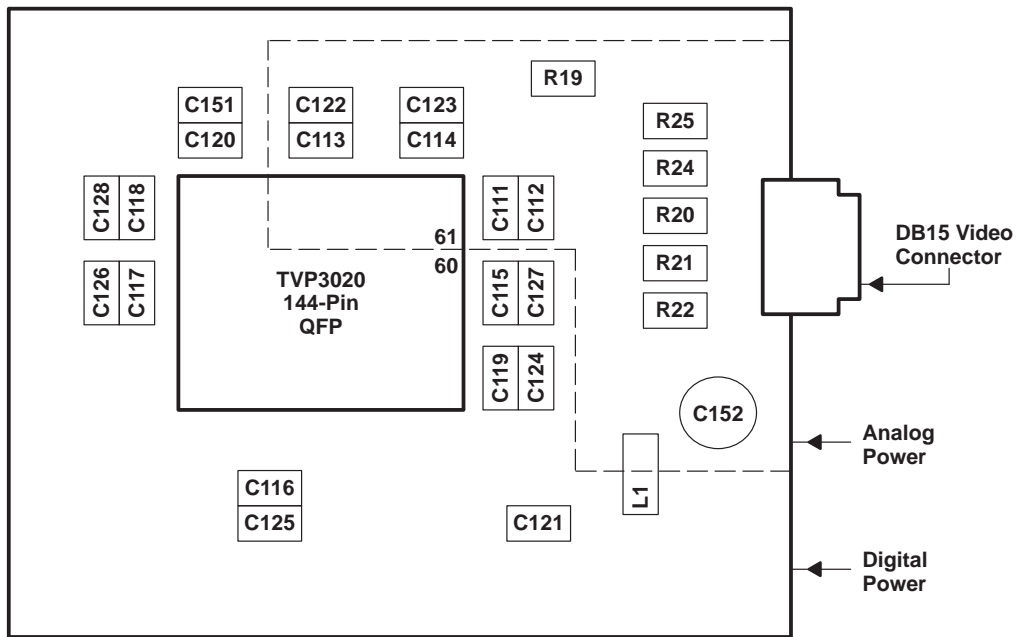 R19
C151
C120
C122
C113
C123
C114
R25
R24
R20
R21
R22
C128
C118
C126
C117
61
60
TVP3020
144-Pin
QFP
C111
C112
C115
C127
C119
C124
DB15 Video
Connector
C152
Analog
Power
C116
C125
C121
L1
Digital
Power